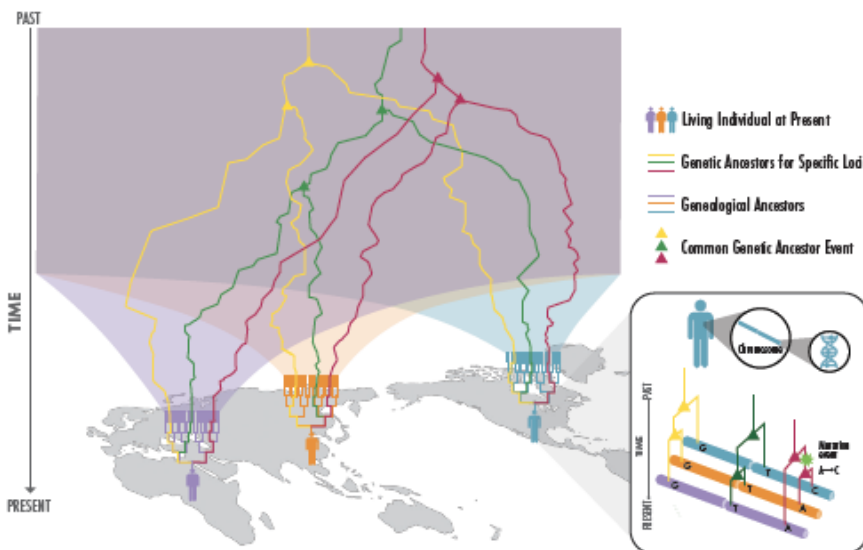 PAST
TIME
PRESENT
Living Individual at Present
Genetic Ancestors for Specific Loci
Genealogical Ancestors
Common Genetic Ancestor Event
Chromosome
PAST
TIME
PRESENT
Mutation
event
A→C
G
T
C
G
T
A
G
T
A